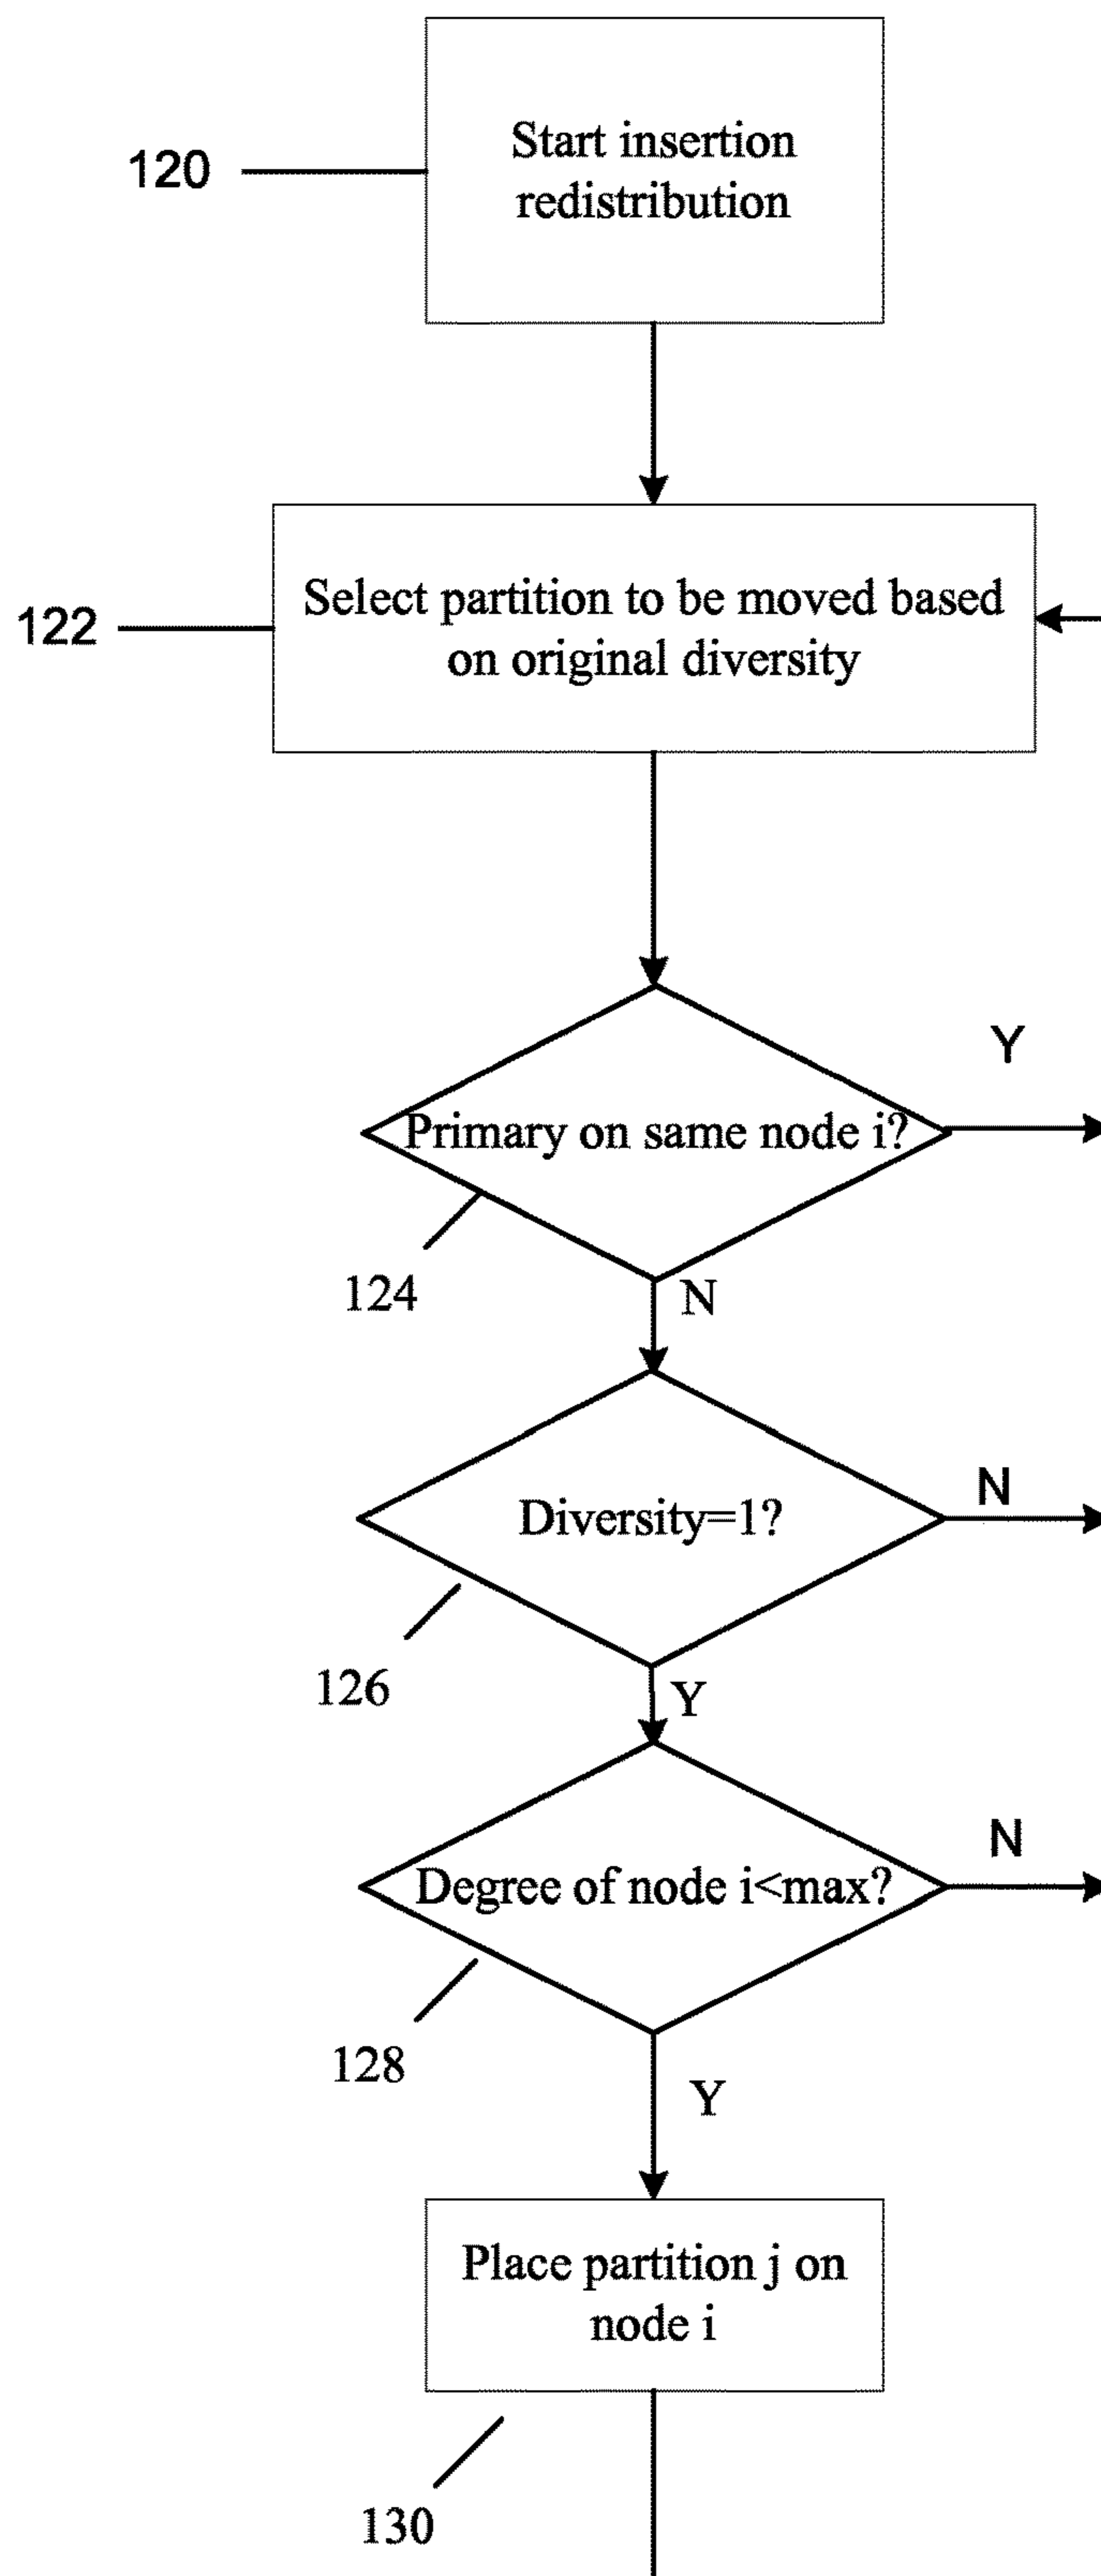 Start insertion
redistribution
120
Select partition to be moved based
on original diversity
122
Y
Primary on same node i?
124
N
Diversity=1?
N
126
Y
Degree of node i<max?
N
128
Y
Place partition j on
node i
130